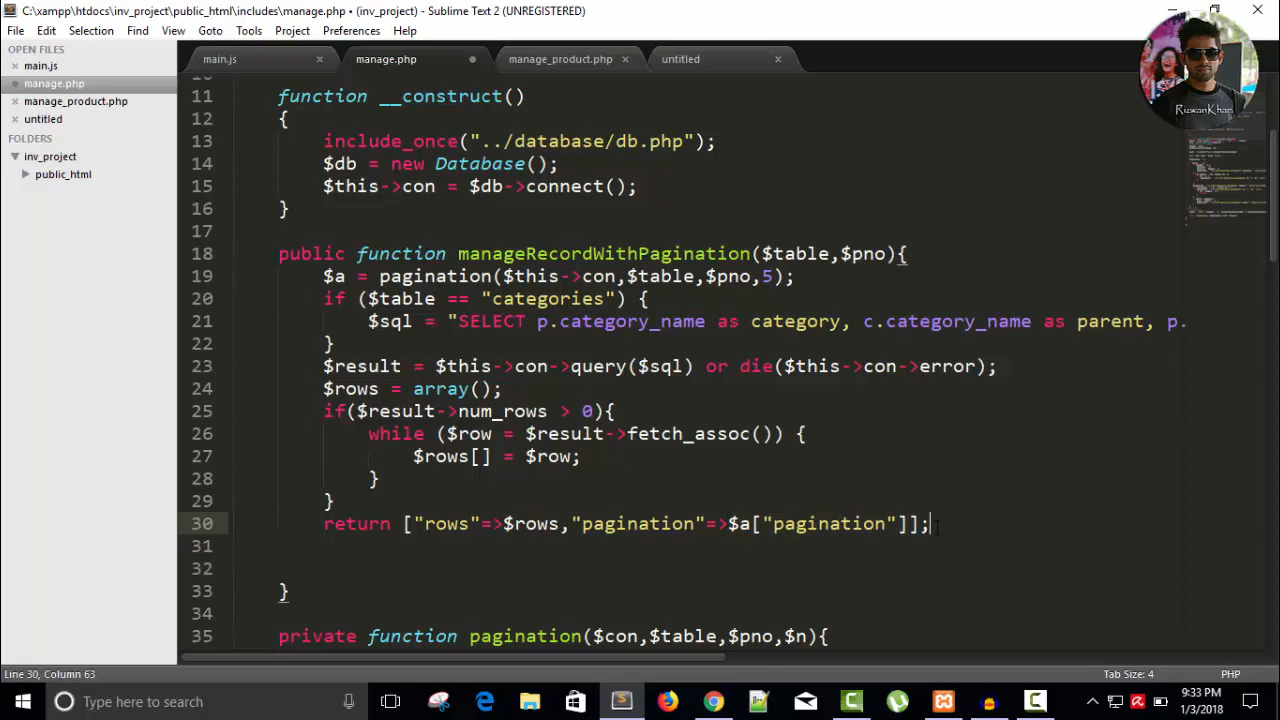 C:\xampp\htdocs\inv_project\public_html\includes\manage.php • (inv_project) - Sublime Text 2 (UNREGISTERED)
File Edit Selection Find View Goto Tools Project Preferences Help
OPEN FILES
main.js
manage.php
manage_product.php
untitled
FOLDERS
inv_project
public_html
main.js
manage.php
manage_product.php
untitled
RizwanKhan
11 function __construct()
12 {
13 include_once("../database/db.php");
14 $db = new Database();
15 $this->con = $db->connect();
16 }
17
18 public function manageRecordWithPagination($table,$pno){
19 $a = pagination($this->con,$table,$pno,5);
20 if ($table == "categories") {
21 $sql = "SELECT p.category_name as category, c.category_name as parent, p.
22 }
23 $result = $this->con->query($sql) or die($this->con->error);
24 $rows = array();
25 if($result->num_rows > 0){
26 while ($row = $result->fetch_assoc()) {
27 $rows[] = $row;
28 }
29 }
30 return ["rows"=>$rows,"pagination"=>$a["pagination"]];
31
32
33 }
34
35 private function pagination($con,$table,$pno,$n){
Line 30, Column 63
Tab Size: 4
PHP
Type here to search
9:33 PM
1/3/2018